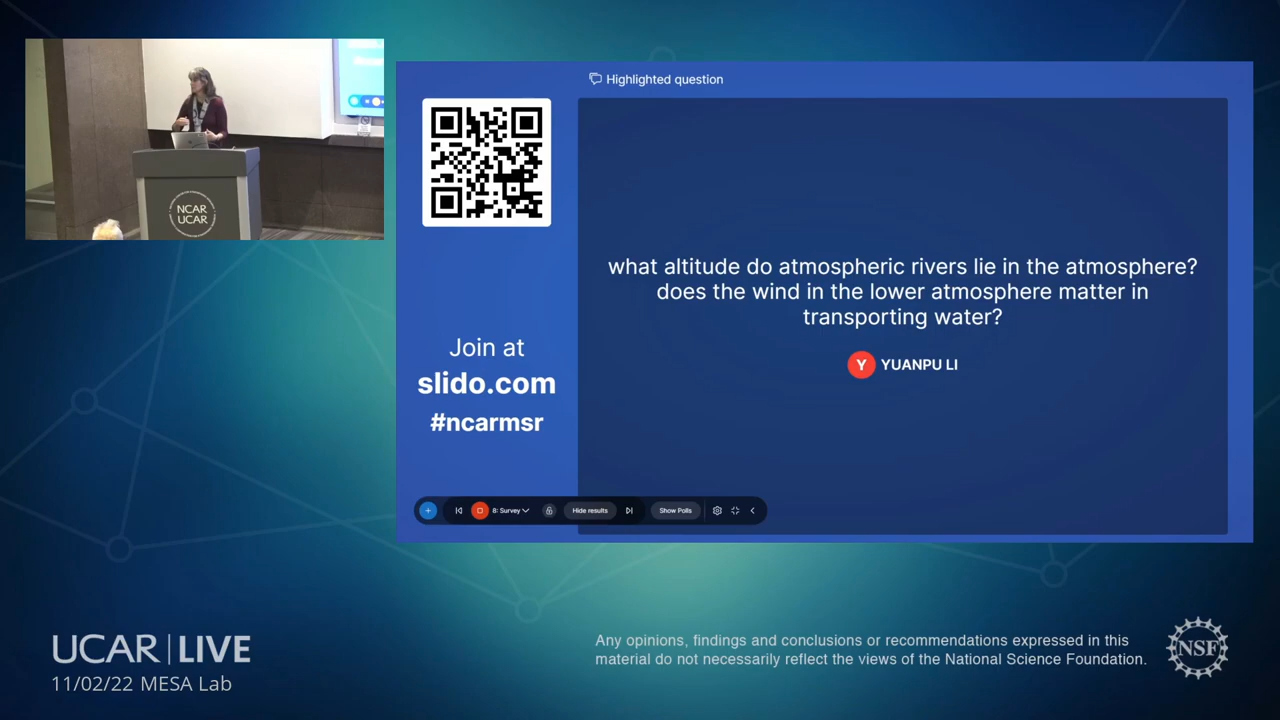 NCAR
UCAR
Highlighted question
what altitude do atmospheric rivers lie in the atmosphere?
does the wind in the lower atmosphere matter in
transporting water?
Y YUANPU LI
Join at
slido.com
#ncarmsr
8: Survey
Hide results
Show Polls
UCAR | LIVE
11/02/22 MESA Lab
Any opinions, findings and conclusions or recommendations expressed in this
material do not necessarily reflect the views of the National Science Foundation.
NSF